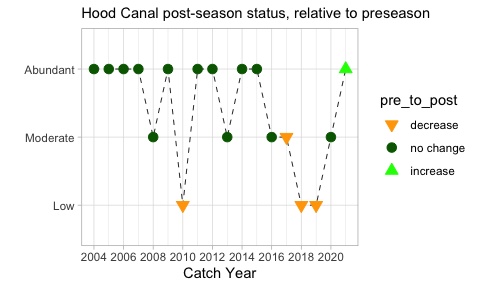 Hood Canal post-season status, relative to preseason
Abundant
Moderate
Low
2004 2006 2008 2010 2012 2014 2016 2018 2020
Catch Year
pre_to_post
decrease
no change
increase